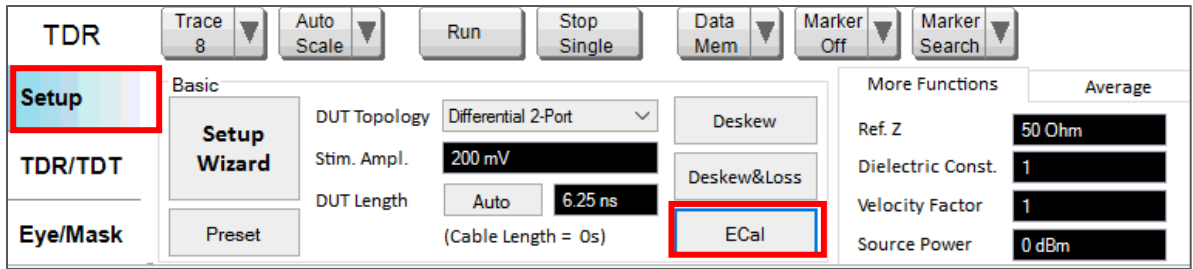 TDR
Trace 8
Auto Scale
Run
Stop Single
Data Mem
Marker Off
Marker Search
Setup
TDR/TDT
Eye/Mask
Basic
Setup Wizard
Preset
DUT Topology
Differential 2-Port
Stim. Ampl.
200 mV
DUT Length
Auto
6.25 ns
(Cable Length = 0s)
Deskew
Deskew&Loss
ECal
More Functions
Average
Ref. Z
50 Ohm
Dielectric Const.
1
Velocity Factor
1
Source Power
0 dBm